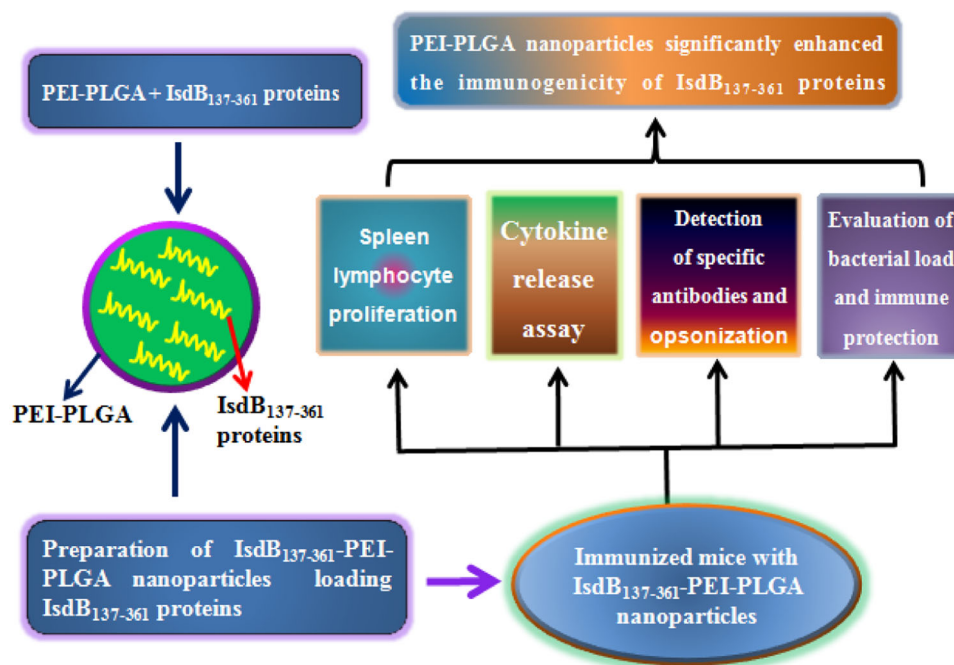 PEI-PLGA + IsdB137-361 proteins
PEI-PLGA
IsdB137-361
proteins
Preparation of IsdB137-361-PEI-
PLGA nanoparticles loading
IsdB137-361 proteins
PEI-PLGA nanoparticles significantly enhanced
the immunogenicity of IsdB137-361 proteins
Spleen
lymphocyte
proliferation
Cytokine
release
assay
Detection
of specific
antibodies and
opsonization
Evaluation of
bacterial load
and immune
protection
Immunized mice with
IsdB137-361-PEI-PLGA
nanoparticles